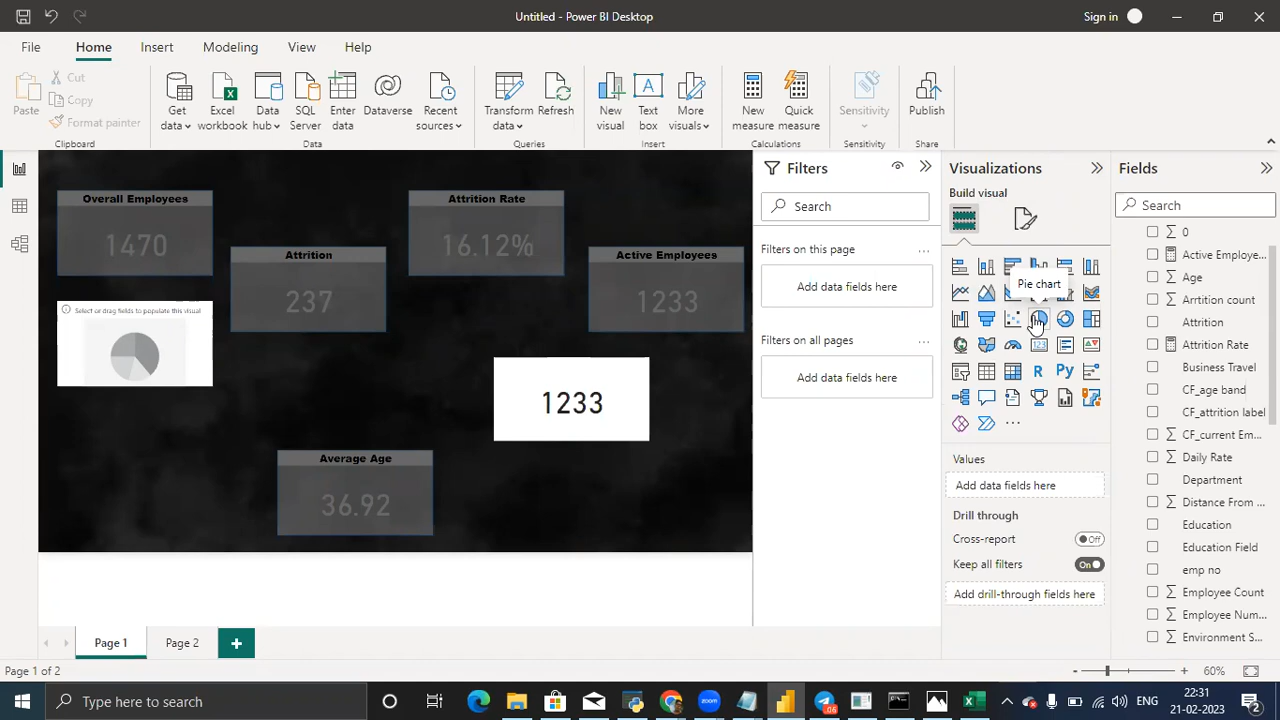 Untitled - Power BI Desktop
Sign in
File Home Insert Modeling View Help
Paste
Cut
Copy
Format painter
Clipboard
Get data
Excel workbook
Data hub
SQL Server
Enter data
Dataverse
Recent sources
Data
Transform data
Refresh
Queries
New visual
Text box
More visuals
Insert
New measure
Quick measure
Calculations
Sensitivity
Sensitivity
Publish
Share
Overall Employees
1470
Attrition
237
Attrition Rate
16.12%
Active Employees
1233
Select or drag fields to populate this visual
1233
Average Age
36.92
Filters
Search
Filters on this page ...
Add data fields here
Filters on all pages ...
Add data fields here
Visualizations
Build visual
Pie chart
123
R
Py
...
Values
Add data fields here
Drill through
Cross-report Off
Keep all filters On
Add drill-through fields here
Fields
Search
Σ 0
Active Employe...
Σ Age
Σ Arrtition count
Attrition
Attrition Rate
Business Travel
CF_age band
CF_attrition label
Σ CF_current Em...
Σ Daily Rate
Department
Σ Distance From ...
Education
Education Field
emp no
Σ Employee Count
Σ Employee Num...
Σ Environment S...
Page 1 Page 2 +
Page 1 of 2
- + 60%
Type here to search
06
ENG
22:31
21-02-2023
2